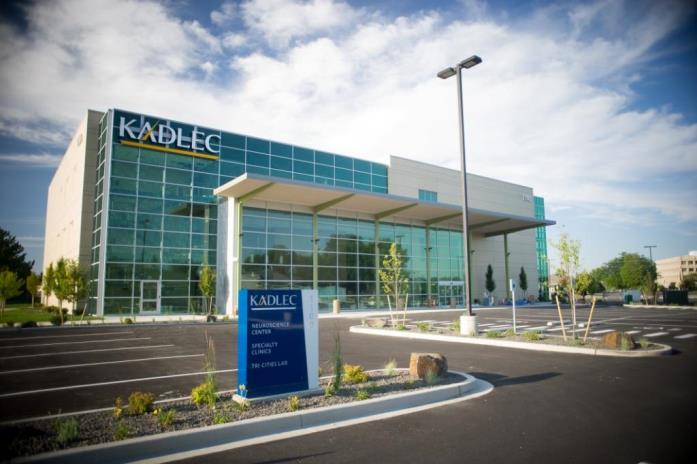 KADLEC
KADLEC
NEUROSCIENCE
CENTER
SPECIALTY
CLINICS
TRI-CITIES LAB